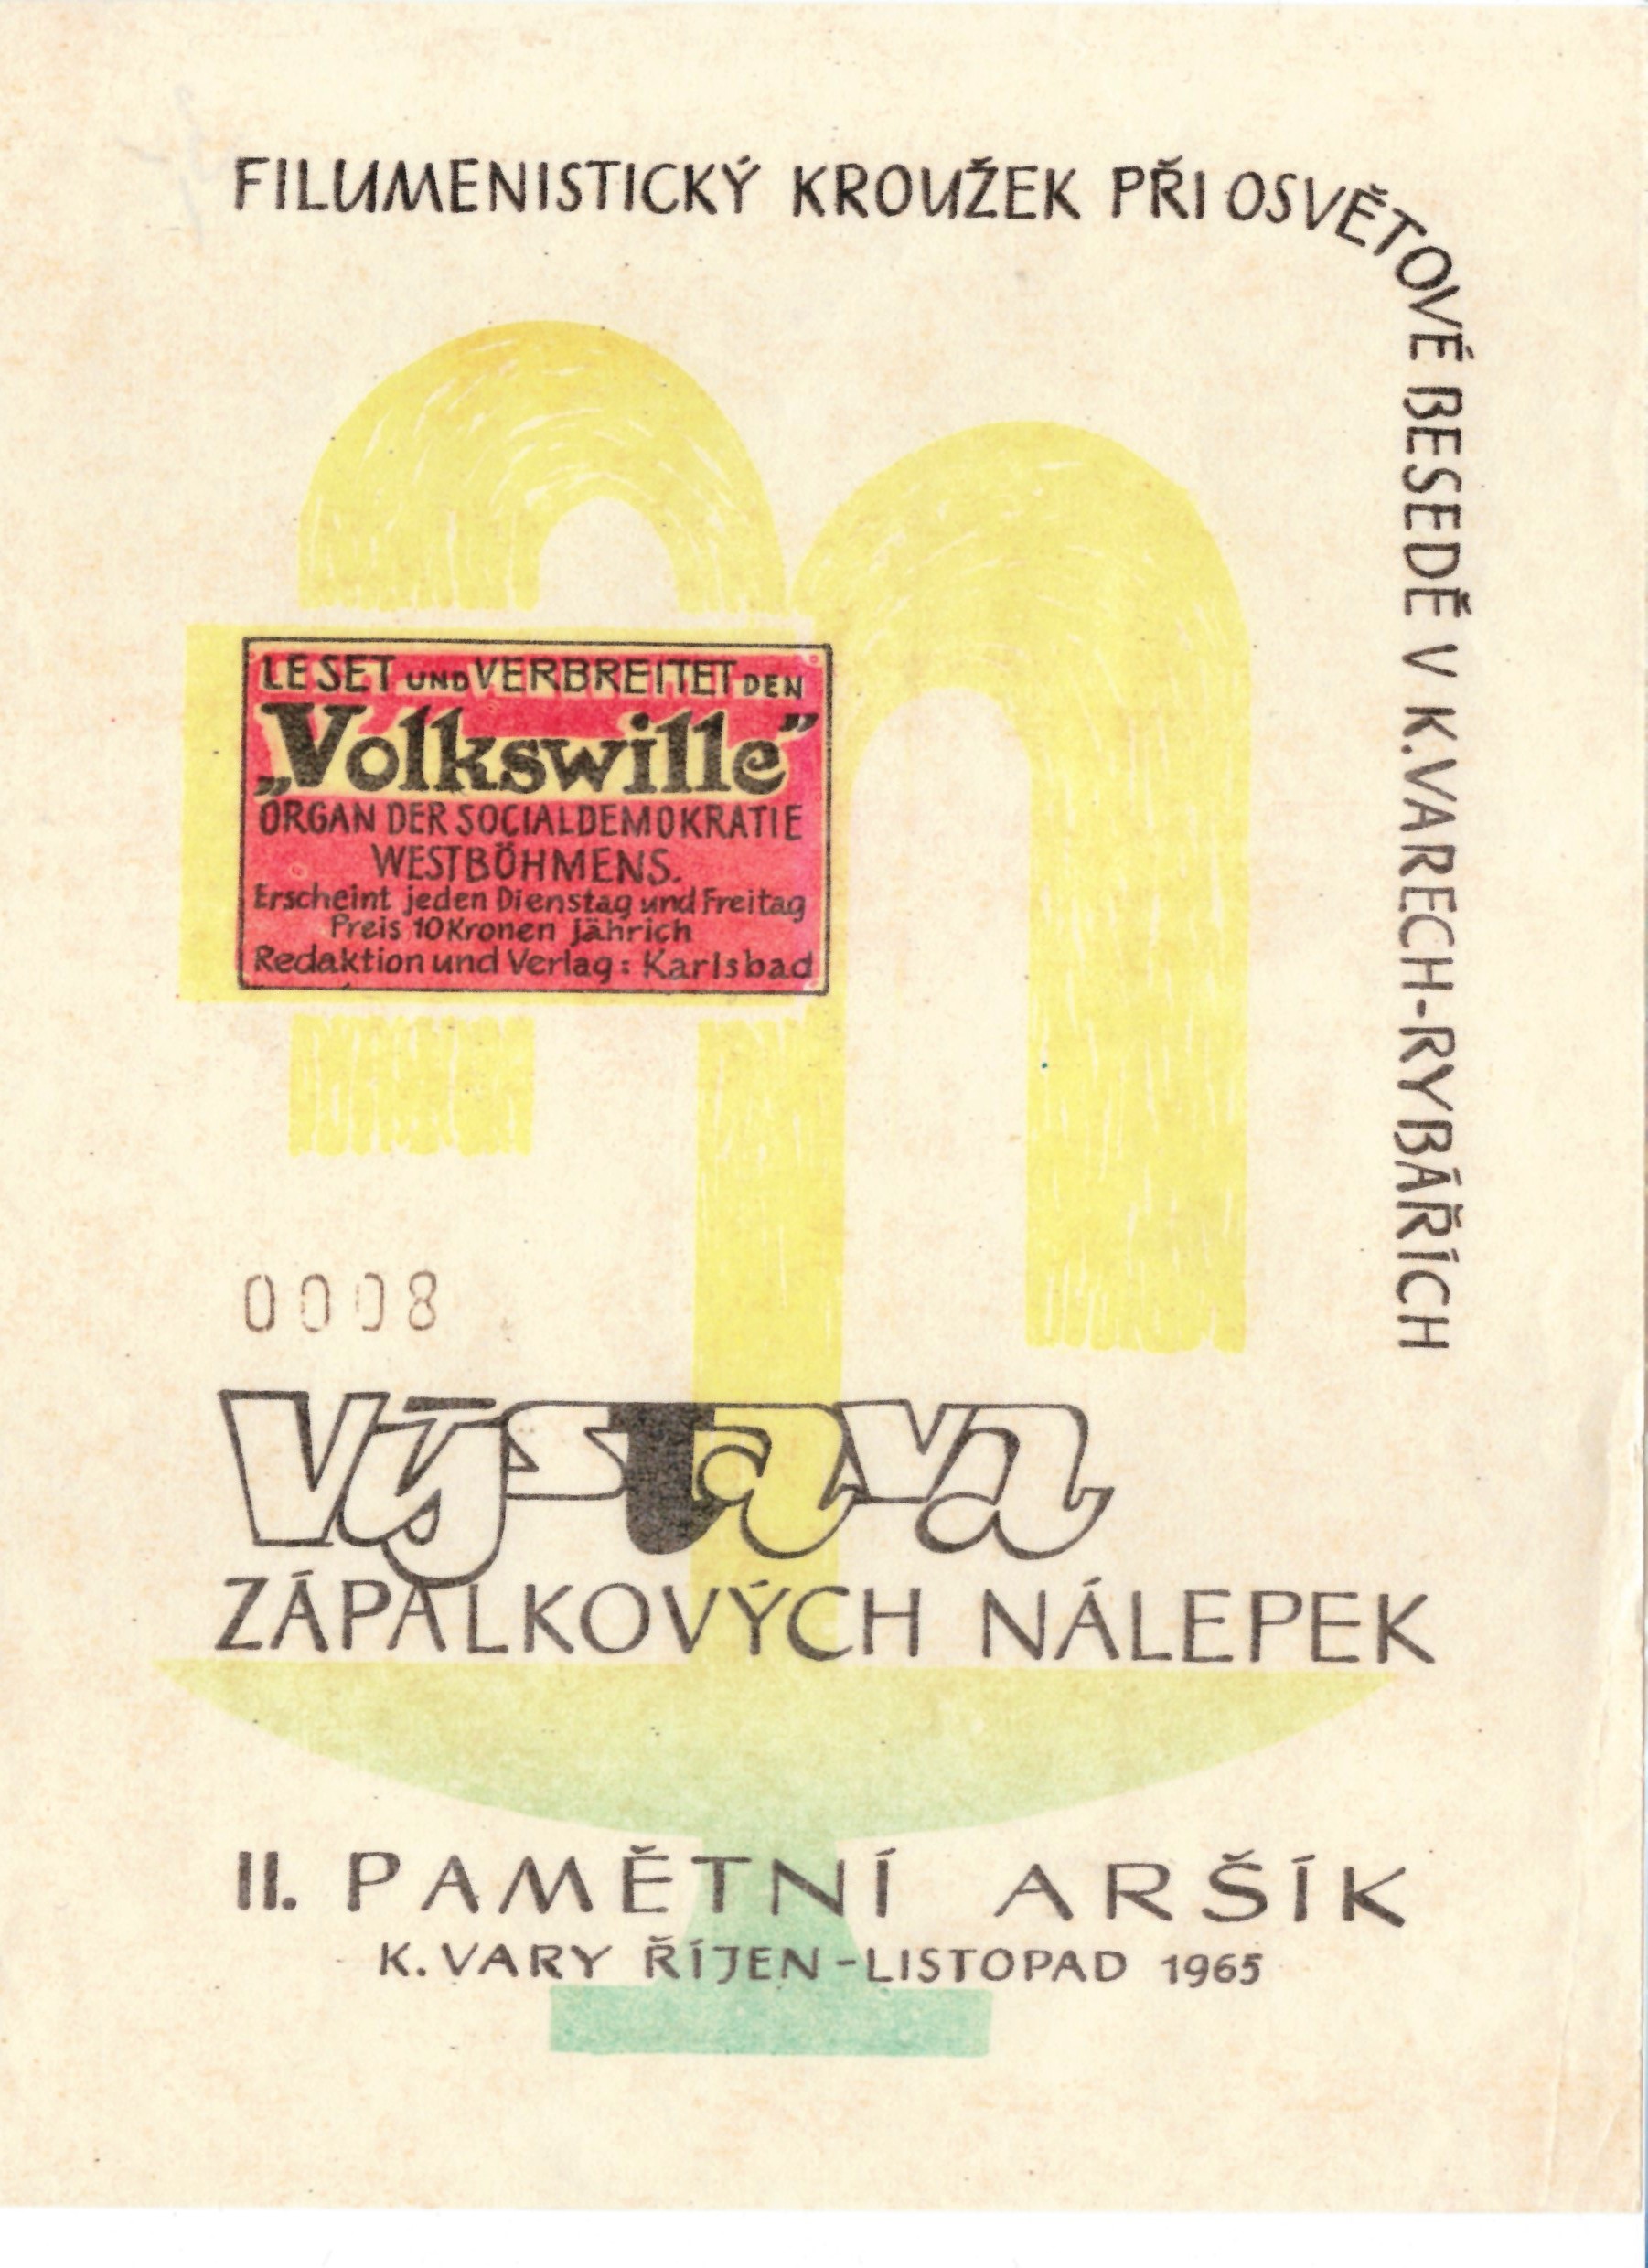 FILUMENISTICKÝ KROUŽEK PŘI OSVĚTOVÉ BESEDĚ V K.VARECH-RYBÁŘÍCH
LESET UND VERBREITET DEN
„Volkswille”
ORGAN DER SOCIALDEMOKRATIE
WESTBÖHMENS.
Erscheint jeden Dienstag und Freitag
Preis 10 Kronen jährich
Redaktion und Verlag: Karlsbad
0008
Výstava
ZÁPALKOVÝCH NÁLEPEK
II. PAMĚTNÍ ARŠÍK
K. VARY ŘÍJEN-LISTOPAD 1965